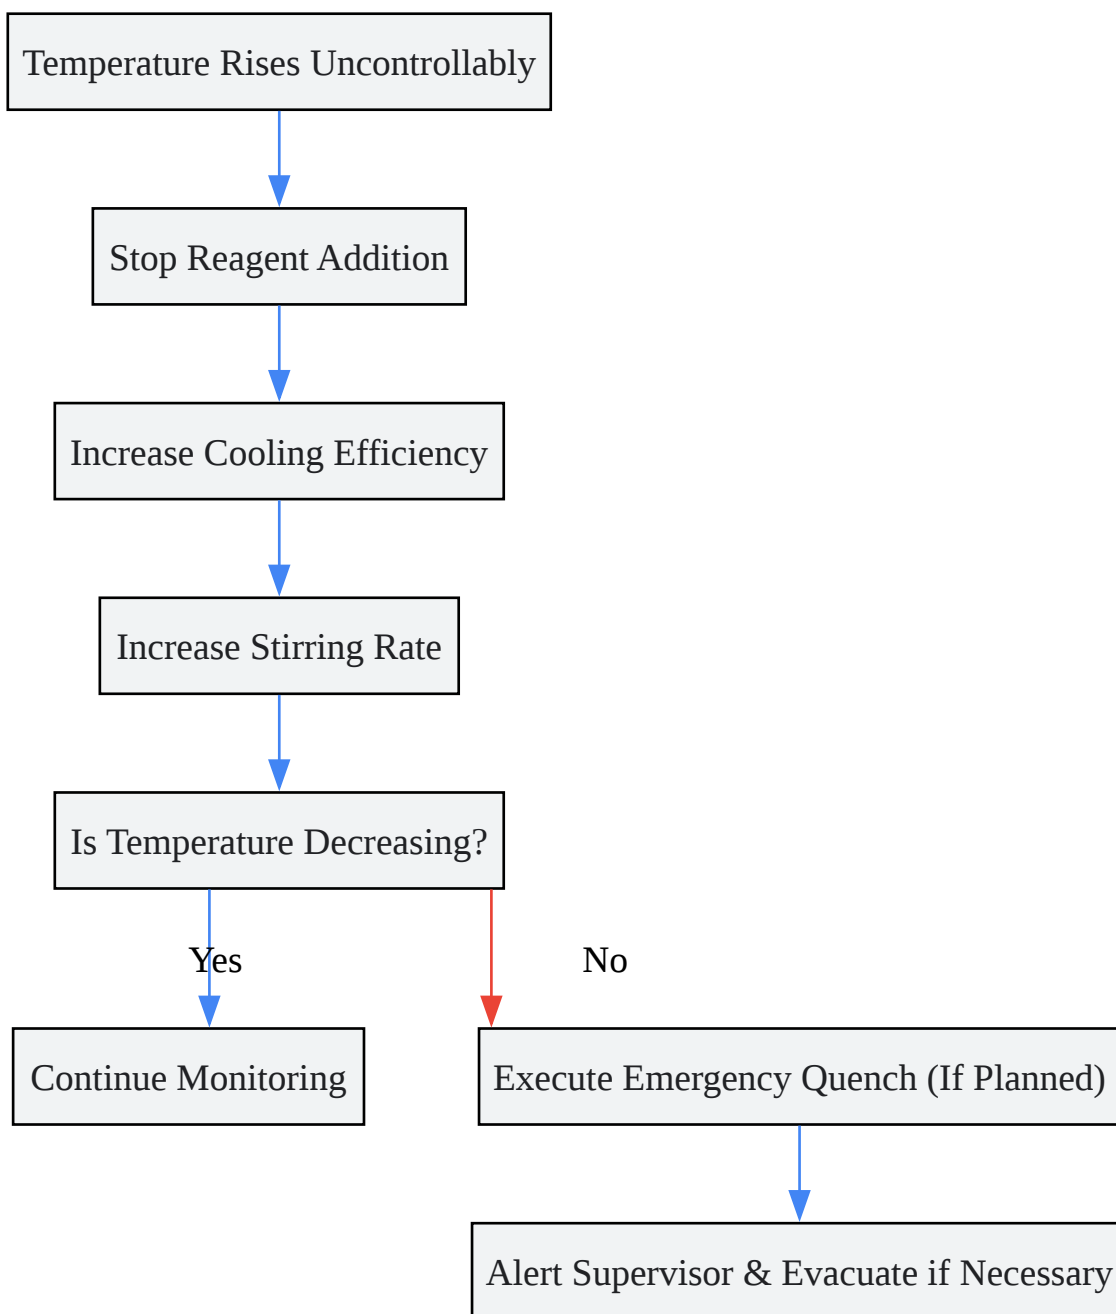 Temperature Rises Uncontrollably
Stop Reagent Addition
Increase Cooling Efficiency
Increase Stirring Rate
Is Temperature Decreasing?
Yes
No
Continue Monitoring
Execute Emergency Quench (If Planned)
Alert Supervisor & Evacuate if Necessary